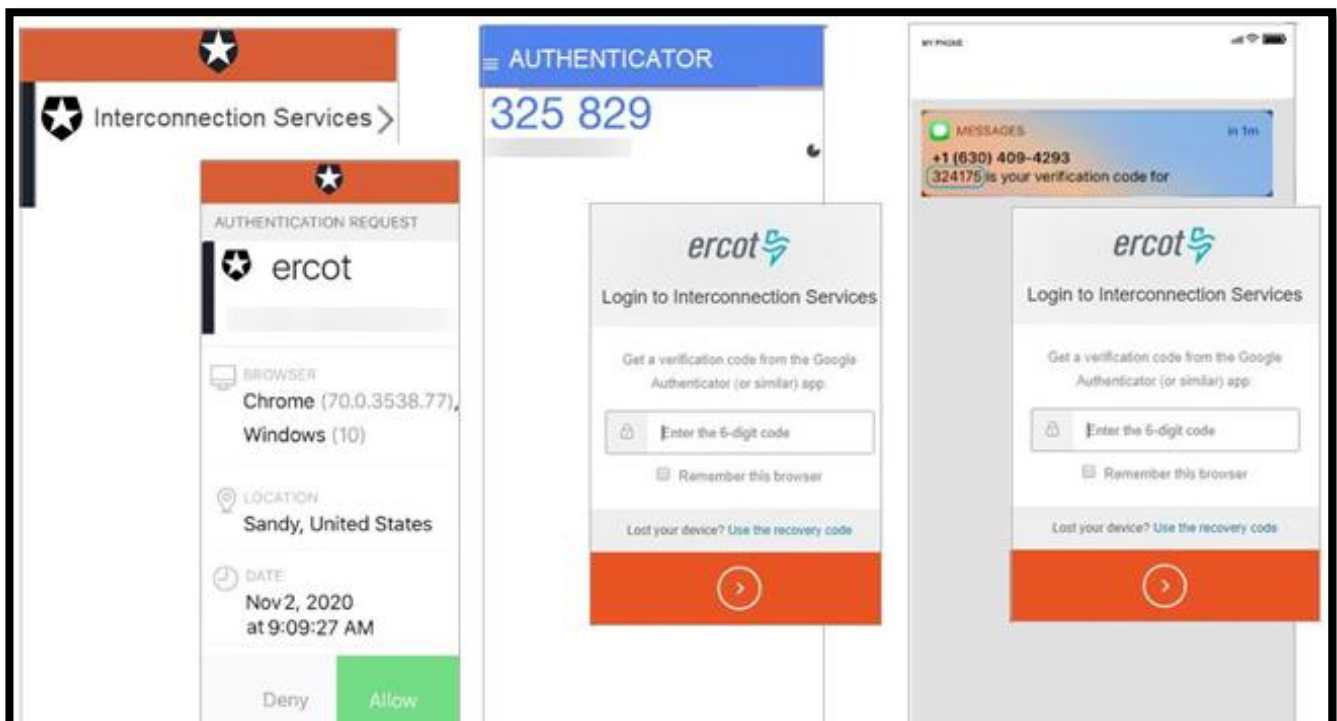 Interconnection Services
AUTHENTICATION REQUEST
ercot
BROWSER
Chrome (70.0.3538.77),
Windows (10)
LOCATION
Sandy, United States
DATE
Nov 2, 2020
at 9:09:27 AM
Deny
Allow
AUTHENTICATOR
325 829
ercot
Login to Interconnection Services
Get a verification code from the Google
Authenticator (or similar) app:
Enter the 6-digit code
Remember this browser
Lost your device? Use the recovery code
MY PHONE
MESSAGES
in 1m
+1 (630) 409-4293
324175 is your verification code for
ercot
Login to Interconnection Services
Get a verification code from the Google
Authenticator (or similar) app:
Enter the 6-digit code
Remember this browser
Lost your device? Use the recovery code